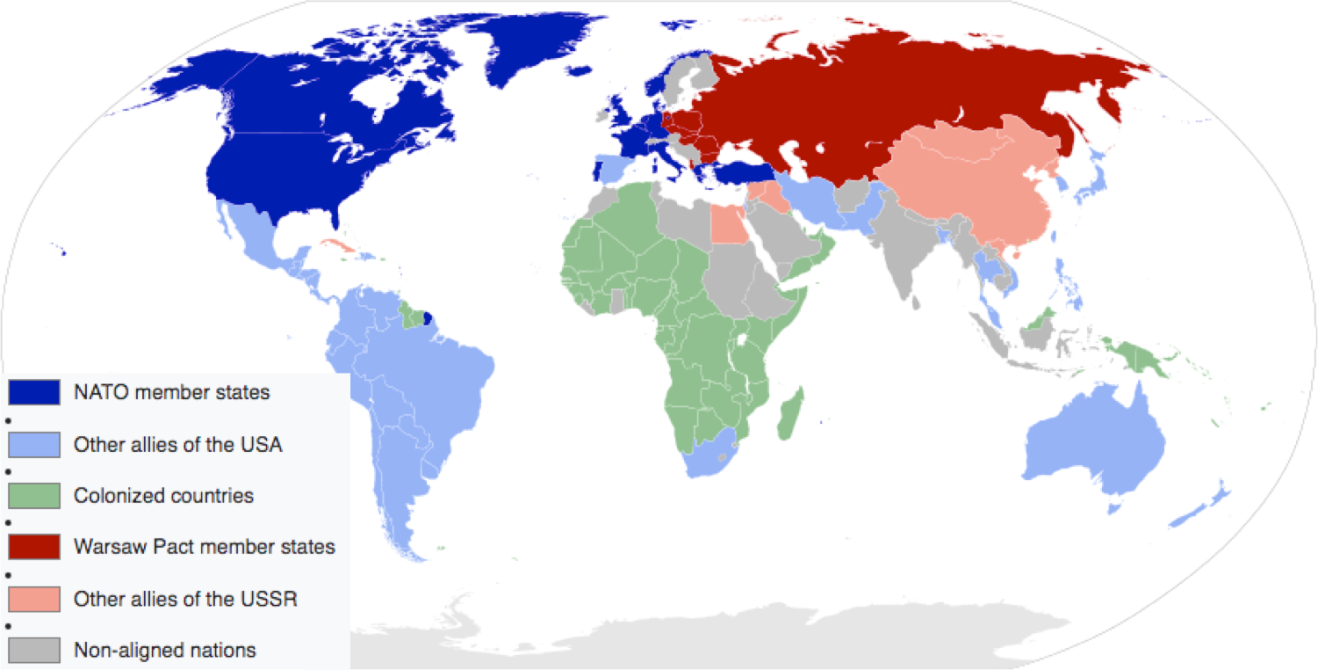 NATO member states
Other allies of the USA
Colonized countries
Warsaw Pact member states
Other allies of the USSR
Non-aligned nations